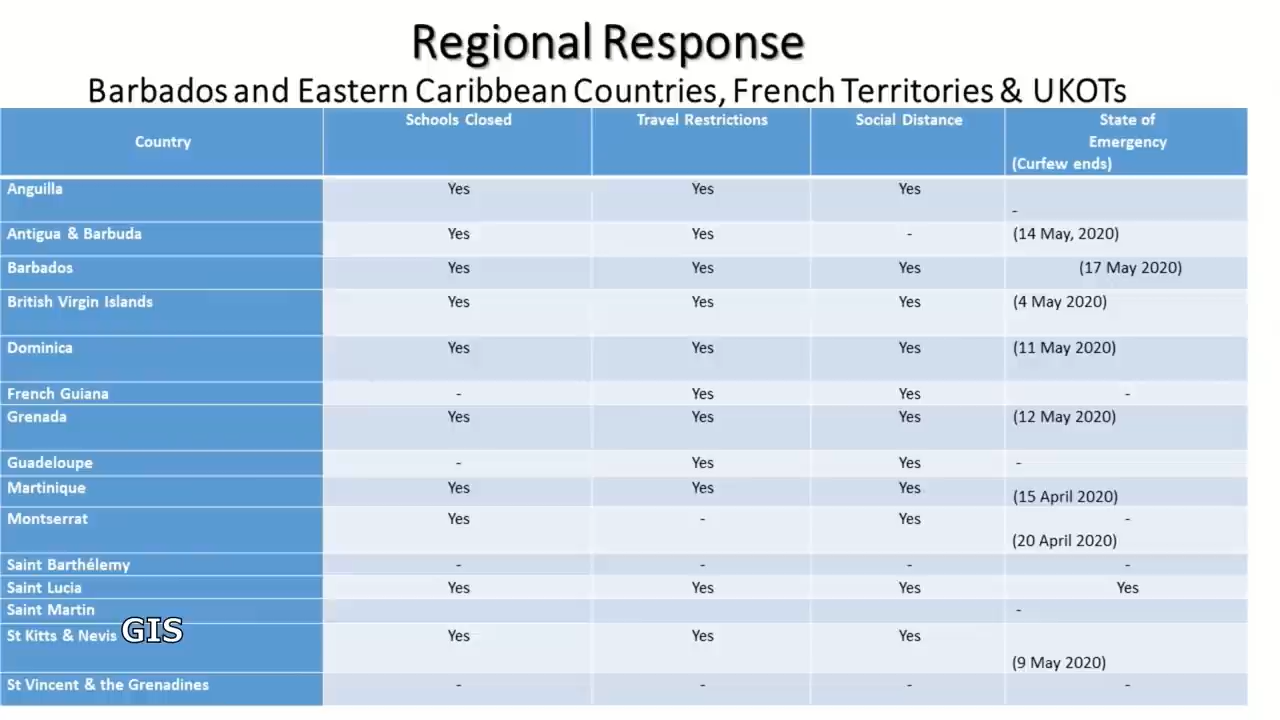 Regional Response
Barbados and Eastern Caribbean Countries, French Territories & UKOTs
Country Schools Closed Travel Restrictions Social Distance State of Emergency (Curfew ends)
Anguilla Yes Yes Yes -
Antigua & Barbuda Yes Yes - (14 May, 2020)
Barbados Yes Yes Yes (17 May 2020)
British Virgin Islands Yes Yes Yes (4 May 2020)
Dominica Yes Yes Yes (11 May 2020)
French Guiana - Yes Yes -
Grenada Yes Yes Yes (12 May 2020)
Guadeloupe - Yes Yes -
Martinique Yes Yes Yes (15 April 2020)
Montserrat Yes - Yes - (20 April 2020)
Saint Barthélemy - - - -
Saint Lucia Yes Yes Yes Yes
Saint Martin -
St Kitts & Nevis GIS Yes Yes Yes (9 May 2020)
St Vincent & the Grenadines - - - -